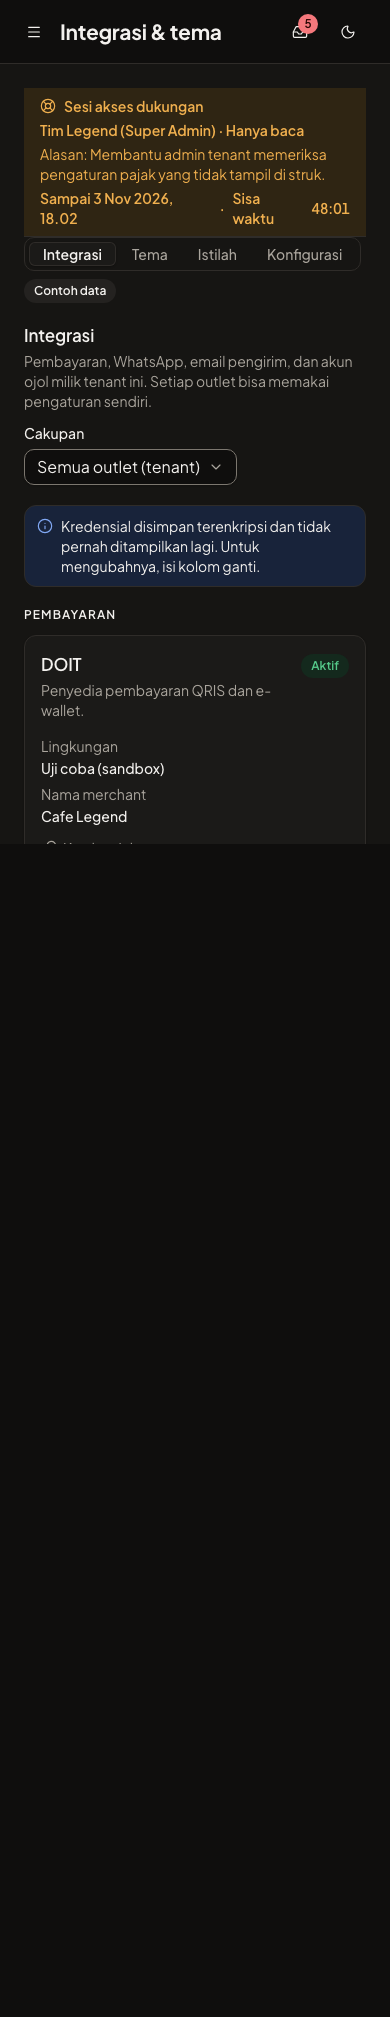 Integrasi & tema
5
Sesi akses dukungan
Tim Legend (Super Admin) · Hanya baca
Alasan: Membantu admin tenant memeriksa
pengaturan pajak yang tidak tampil di struk.
Sampai 3 Nov 2026, 18.02 · Sisa waktu 48:01
Integrasi Tema Istilah Konfigurasi
Contoh data
Integrasi
Pembayaran, WhatsApp, email pengirim, dan akun
ojol milik tenant ini. Setiap outlet bisa memakai
pengaturan sendiri.
Cakupan
Semua outlet (tenant)
Kredensial disimpan terenkripsi dan tidak
pernah ditampilkan lagi. Untuk
mengubahnya, isi kolom ganti.
PEMBAYARAN
DOIT
Aktif
Penyedia pembayaran QRIS dan e-
wallet.
Lingkungan
Uji coba (sandbox)
Nama merchant
Cafe Legend